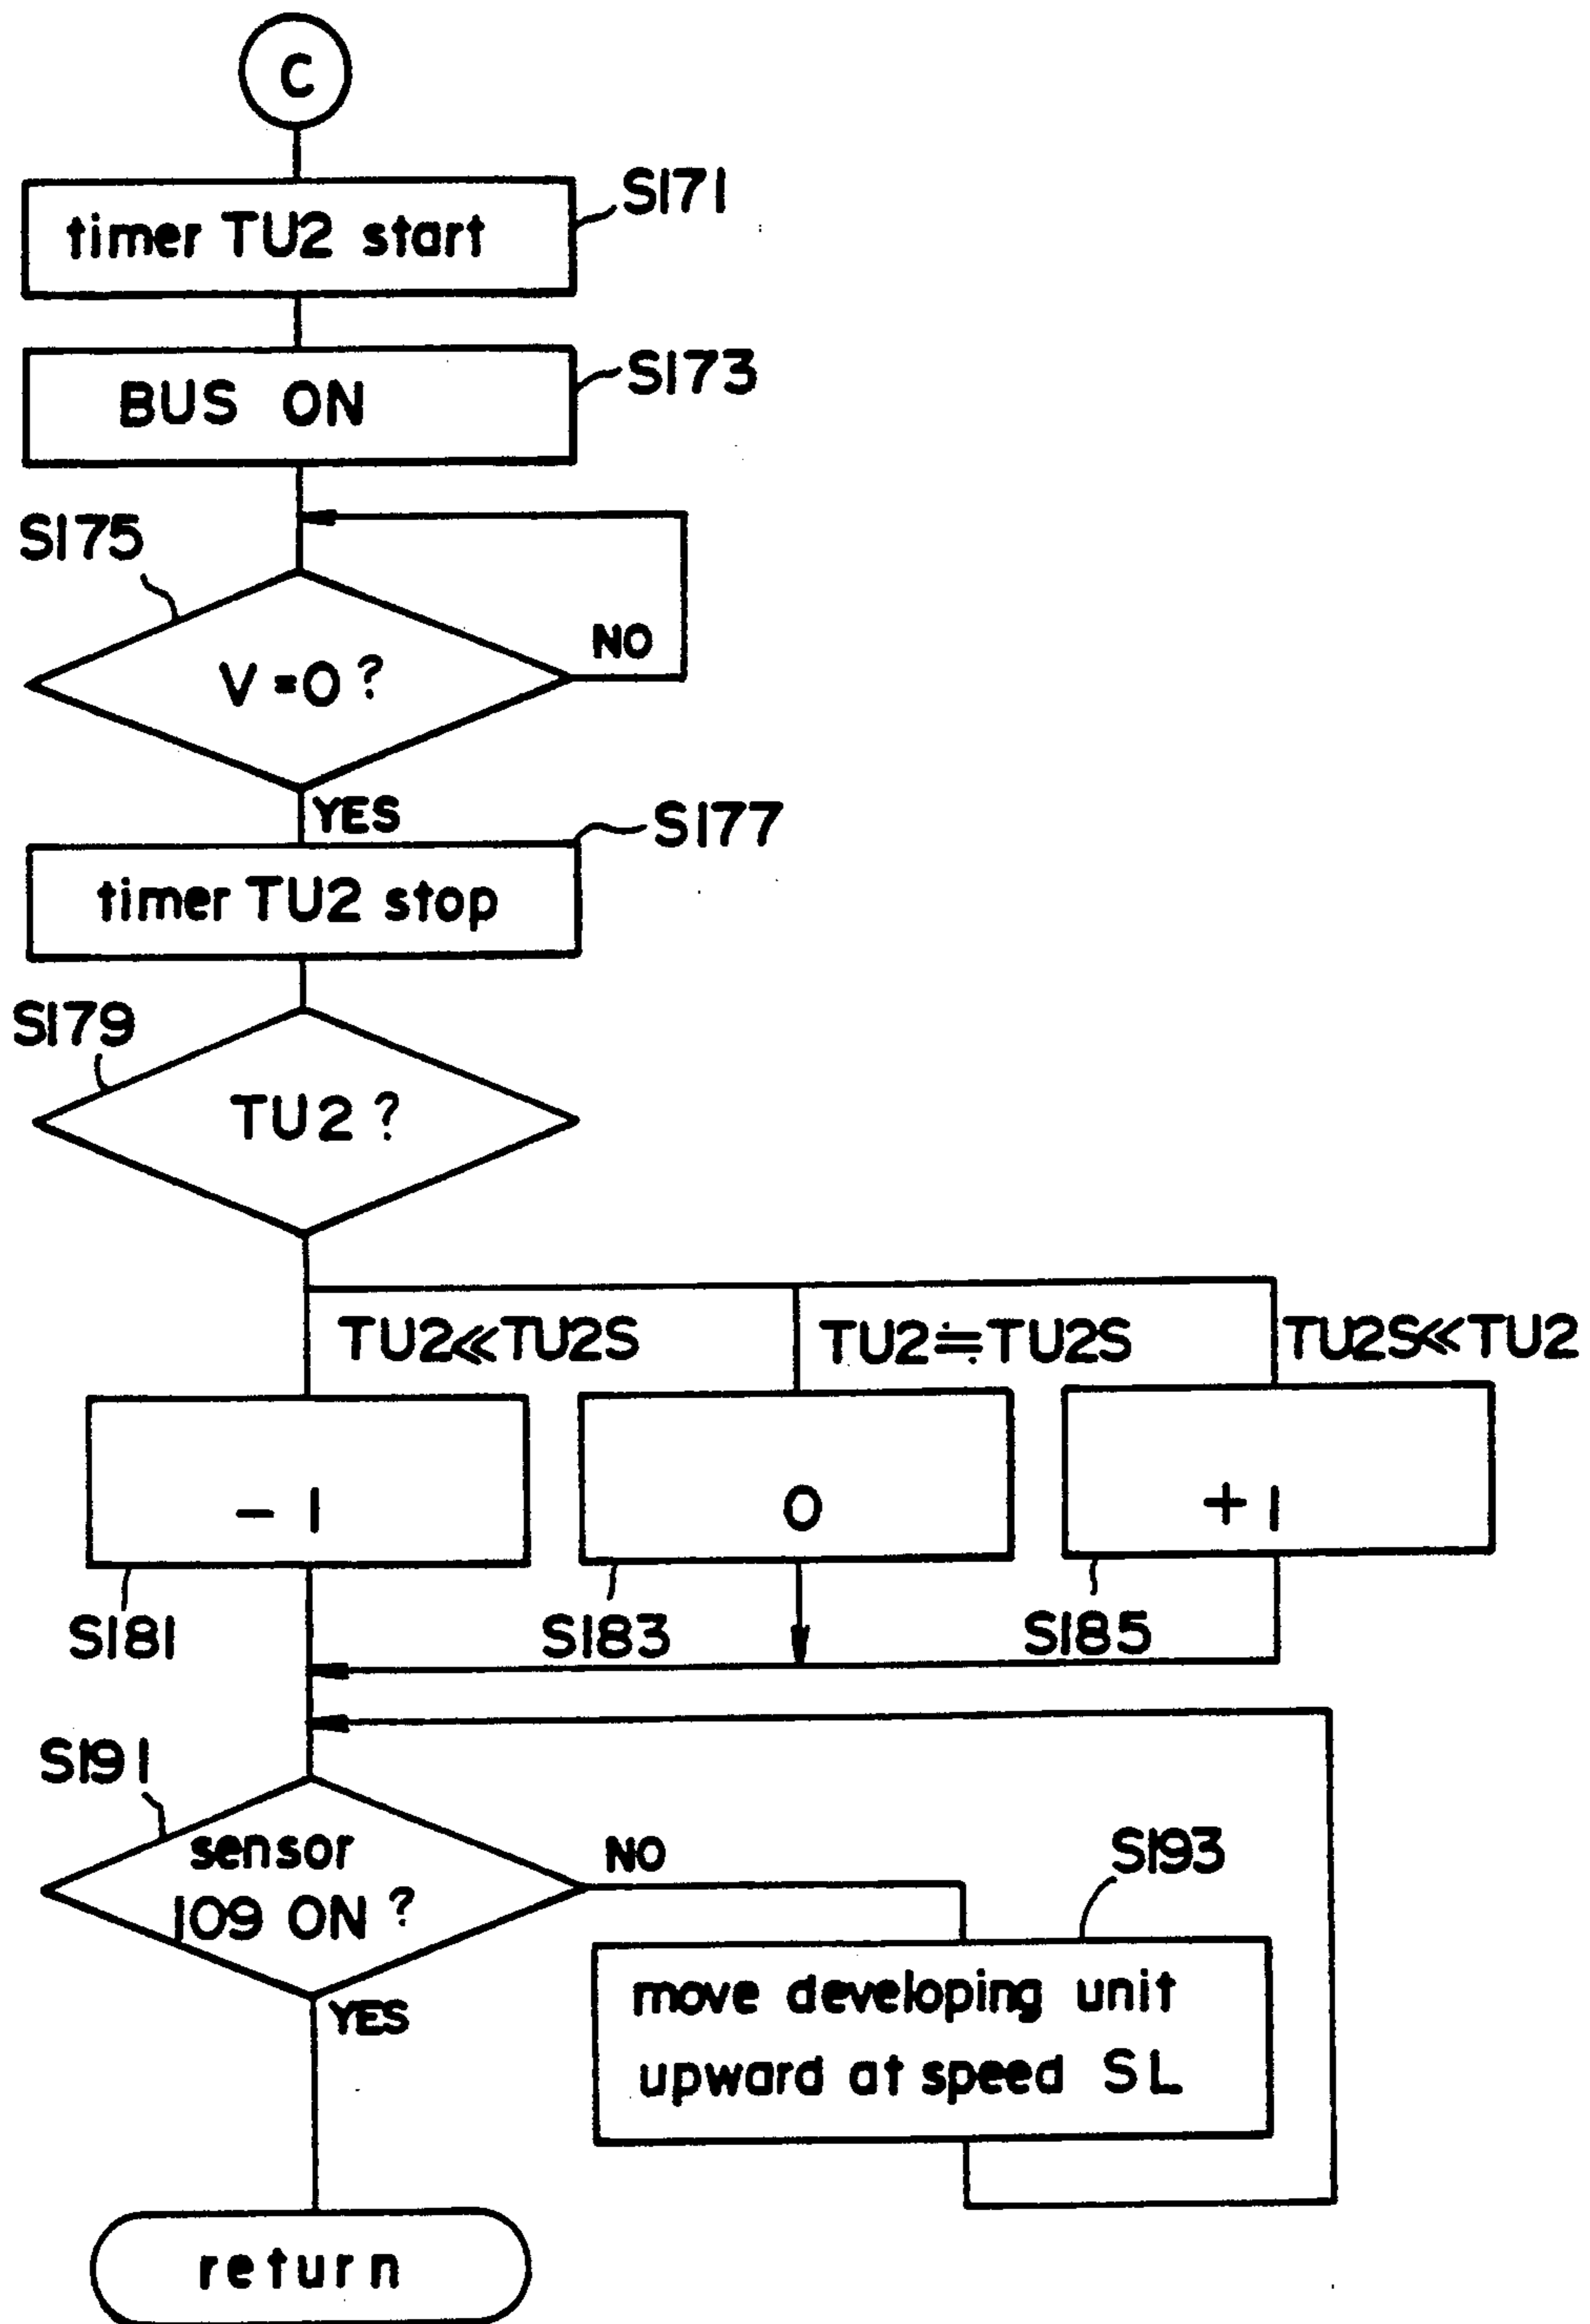 C
timer TU2 start
S171
BUS ON
S173
S175
V=0?
NO
YES
S177
timer TU2 stop
S179
TU2?
TU2≪TU2S
TU2≒TU2S
TU2S≪TU2
-1
0
+1
S181
S183
S185
S191
sensor
109 ON?
NO
S193
move developing unit
upward at speed SL
YES
return